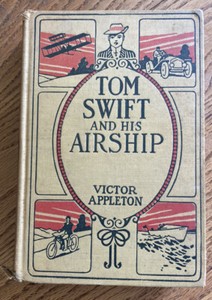 TOM
SWIFT
AND HIS
AIRSHIP
VICTOR
APPLETON